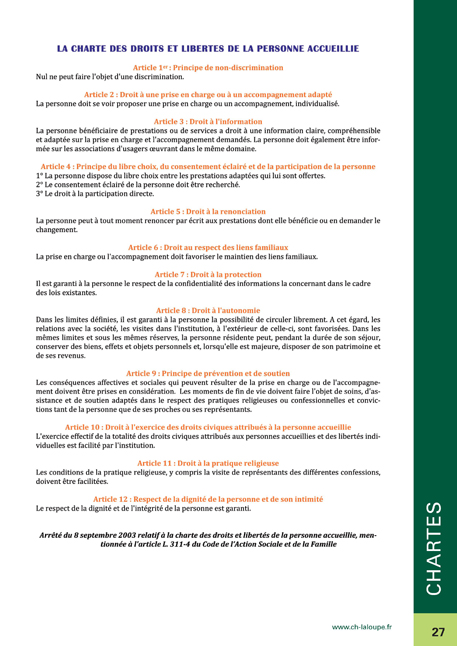 LA CHARTE DES DROITS ET LIBERTES DE LA PERSONNE ACCUEILLIE
Article 1er : Principe de non-discrimination
Nul ne peut faire l'objet d'une discrimination.
Article 2 : Droit à une prise en charge ou à un accompagnement adapté
La personne doit se voir proposer une prise en charge ou un accompagnement, individualisé.
Article 3 : Droit à l'information
La personne bénéficiaire de prestations ou de services a droit à une information claire, compréhensible
et adaptée sur la prise en charge et l'accompagnement demandés. La personne doit également être infor-
mée sur les associations d'usagers œuvrant dans le même domaine.
Article 4 : Principe du libre choix, du consentement éclairé et de la participation de la personne
1° La personne dispose du libre choix entre les prestations adaptées qui lui sont offertes.
2° Le consentement éclairé de la personne doit être recherché.
3° Le droit à la participation directe.
Article 5 : Droit à la renonciation
La personne peut à tout moment renoncer par écrit aux prestations dont elle bénéficie ou en demander le
changement.
Article 6 : Droit au respect des liens familiaux
La prise en charge ou l'accompagnement doit favoriser le maintien des liens familiaux.
Article 7 : Droit à la protection
Il est garanti à la personne le respect de la confidentialité des informations la concernant dans le cadre
des lois existantes.
Article 8 : Droit à l'autonomie
Dans les limites définies, il est garanti à la personne la possibilité de circuler librement. A cet égard, les
relations avec la société, les visites dans l'institution, à l'extérieur de celle-ci, sont favorisées. Dans les
mêmes limites et sous les mêmes réserves, la personne résidente peut, pendant la durée de son séjour,
conserver des biens, effets et objets personnels et, lorsqu'elle est majeure, disposer de son patrimoine et
de ses revenus.
Article 9 : Principe de prévention et de soutien
Les conséquences affectives et sociales qui peuvent résulter de la prise en charge ou de l'accompagne-
ment doivent être prises en considération. Les moments de fin de vie doivent faire l'objet de soins, d'as-
sistance et de soutien adaptés dans le respect des pratiques religieuses ou confessionnelles et convic-
tions tant de la personne que de ses proches ou ses représentants.
Article 10 : Droit à l'exercice des droits civiques attribués à la personne accueillie
L'exercice effectif de la totalité des droits civiques attribués aux personnes accueillies et des libertés indi-
viduelles est facilité par l'institution.
Article 11 : Droit à la pratique religieuse
Les conditions de la pratique religieuse, y compris la visite de représentants des différentes confessions,
doivent être facilitées.
Article 12 : Respect de la dignité de la personne et de son intimité
Le respect de la dignité et de l'intégrité de la personne est garanti.
Arrêté du 8 septembre 2003 relatif à la charte des droits et libertés de la personne accueillie, men-
tionnée à l'article L. 311-4 du Code de l'Action Sociale et de la Famille
CHARTES
www.ch-laloupe.fr
27